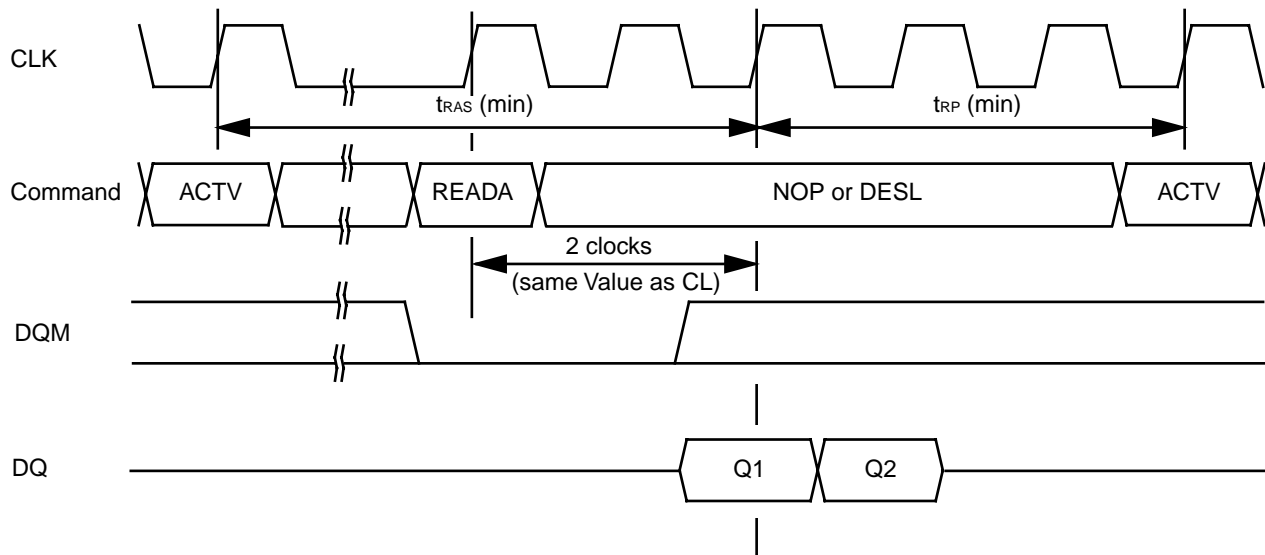 CLK
tRAS (min)
tRP (min)
Command
ACTV
READA
NOP or DESL
ACTV
2 clocks
(same Value as CL)
DQM
DQ
Q1
Q2